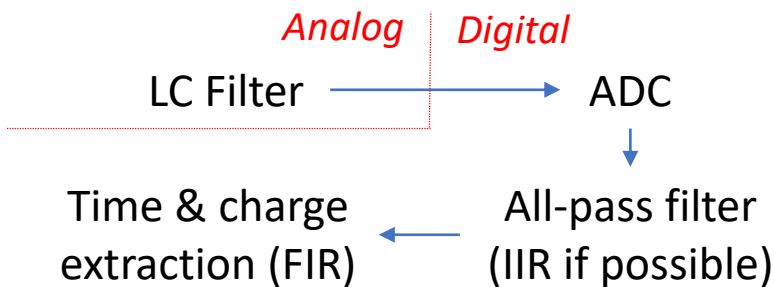 Analog Digital
LC Filter ADC
Time & charge All-pass filter
extraction (FIR) (IIR if possible)